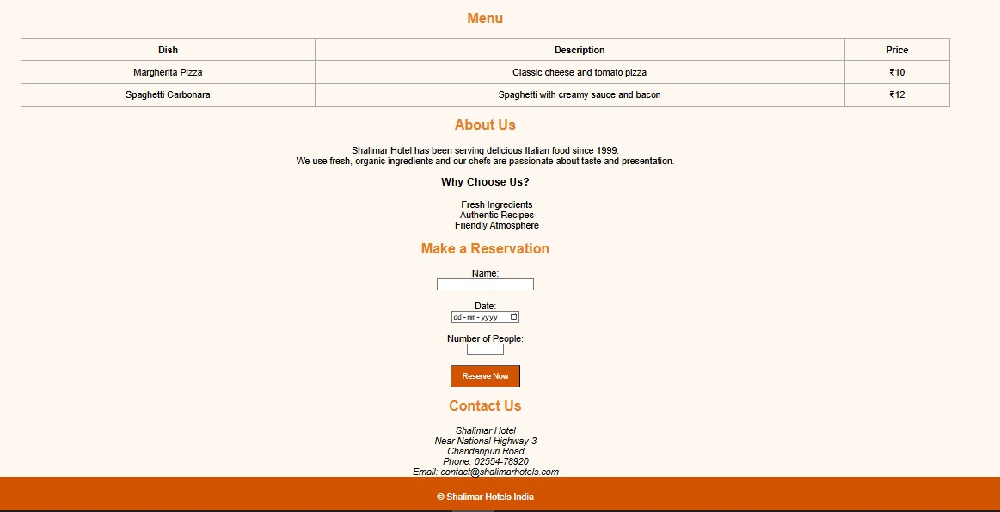 Menu
Dish Description Price
Margherita Pizza Classic cheese and tomato pizza ₹10
Spaghetti Carbonara Spaghetti with creamy sauce and bacon ₹12
About Us
Shalimar Hotel has been serving delicious Italian food since 1999.
We use fresh, organic ingredients and our chefs are passionate about taste and presentation.
Why Choose Us?
Fresh Ingredients
Authentic Recipes
Friendly Atmosphere
Make a Reservation
Name:
Date:
dd-mm-yyyy
Number of People:
Reserve Now
Contact Us
Shalimar Hotel
Near National Highway-3
Chandanpuri Road
Phone: 02554-78920
Email: contact@shalimarhotels.com
© Shalimar Hotels India